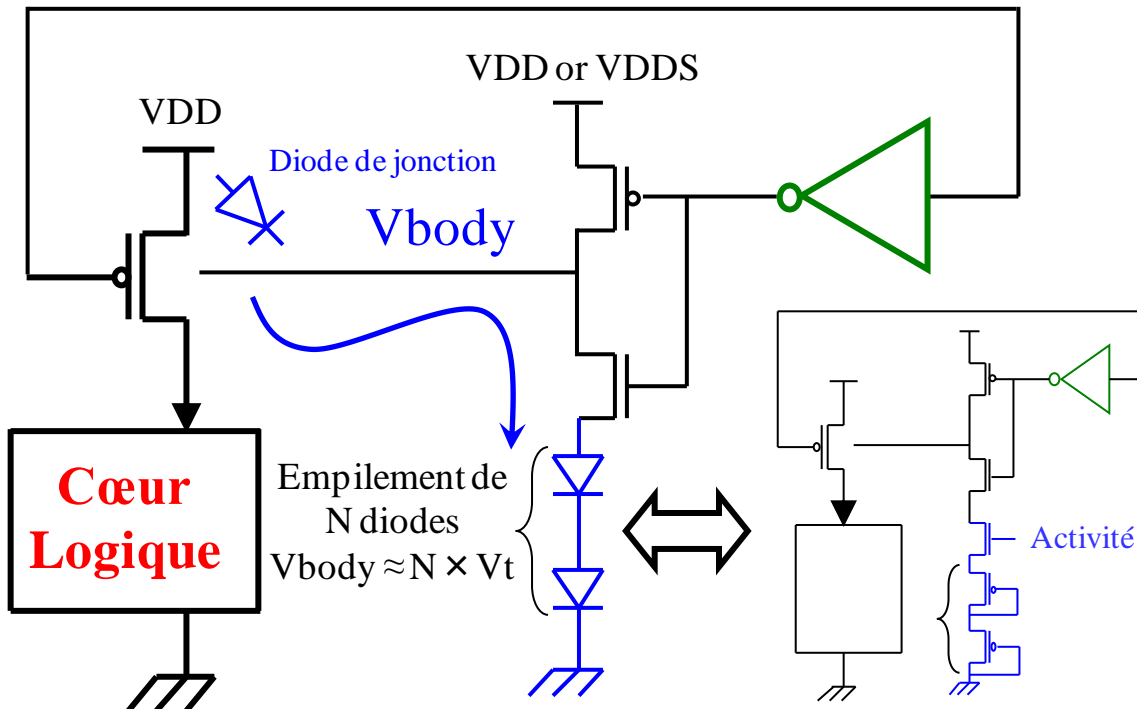 VDD or VDDS
VDD
Diode de jonction
Vbody
Cœur
Logique
Empilement de
N diodes
Vbody ≈ N × Vt
Activité